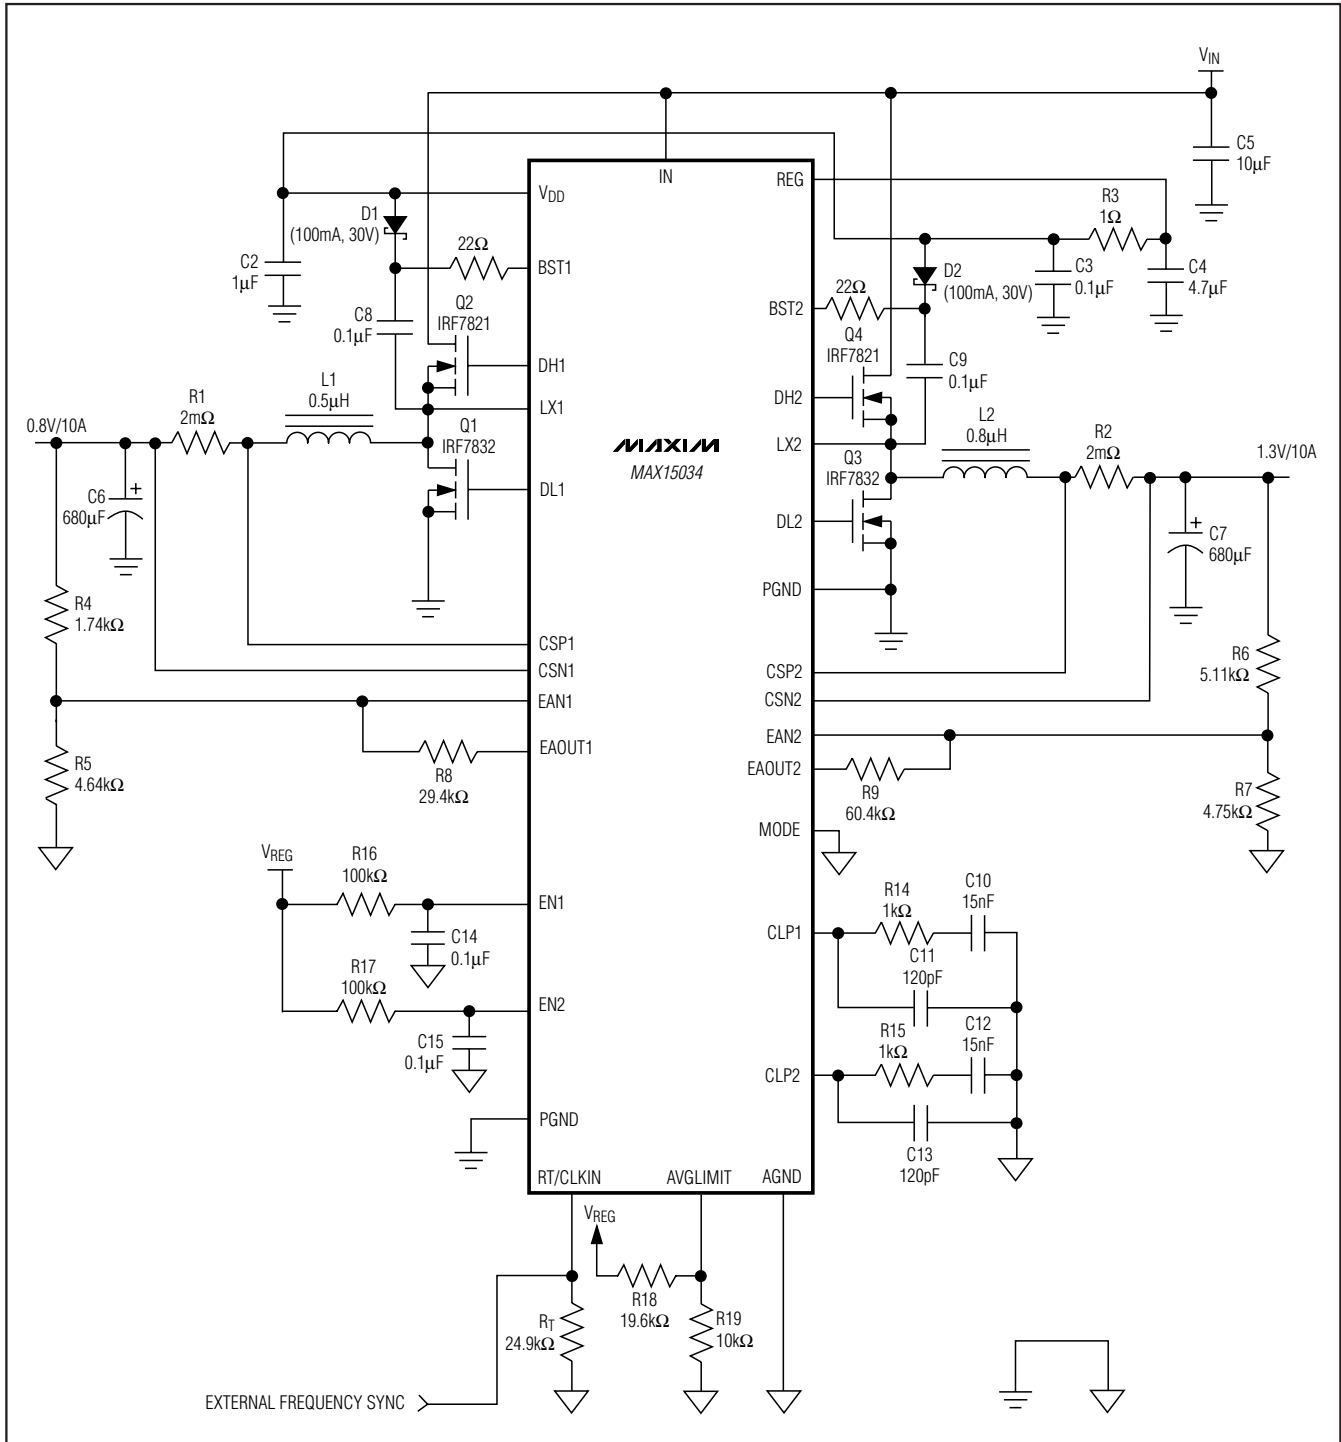 VIN
C5
10µF
IN
REG
VDD
D1
(100mA, 30V)
R3
1Ω
22Ω
C2
1µF
BST1
D2
(100mA, 30V)
C3
0.1µF
C4
4.7µF
22Ω
BST2
C8
0.1µF
Q2
IRF7821
Q4
IRF7821
DH1
C9
0.1µF
DH2
L1
0.5µH
R1
2mΩ
LX1
0.8V/10A
Q1
IRF7832
MAXIM
MAX15034
LX2
L2
0.8µH
R2
2mΩ
1.3V/10A
Q3
IRF7832
DL1
C6
680µF
+
DL2
+
C7
680µF
PGND
R4
1.74kΩ
CSP1
CSN1
R6
5.11kΩ
CSP2
CSN2
EAN1
EAN2
EAOUT1
EAOUT2
R5
4.64kΩ
R8
29.4kΩ
R9
60.4kΩ
R7
4.75kΩ
MODE
VREG
R16
100kΩ
R14
1kΩ
C10
15nF
EN1
CLP1
C14
0.1µF
C11
120pF
R17
100kΩ
EN2
R15
1kΩ
C12
15nF
C15
0.1µF
CLP2
PGND
C13
120pF
RT/CLKIN
AVGLIMIT
AGND
VREG
R18
19.6kΩ
RT
24.9kΩ
R19
10kΩ
EXTERNAL FREQUENCY SYNC